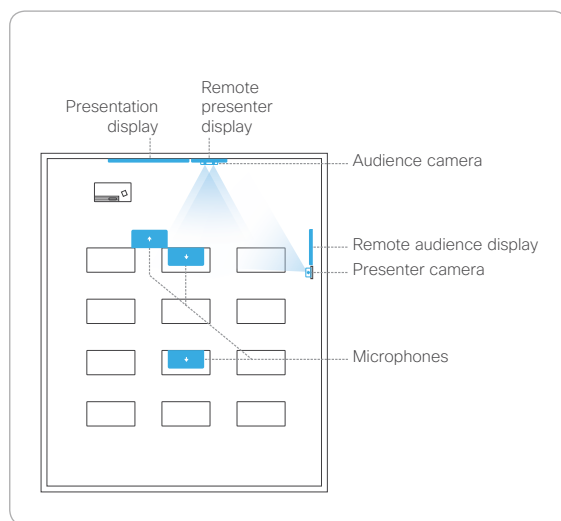 Presentation
display
Remote
presenter
display
Audience camera
Remote audience display
Presenter camera
Microphones